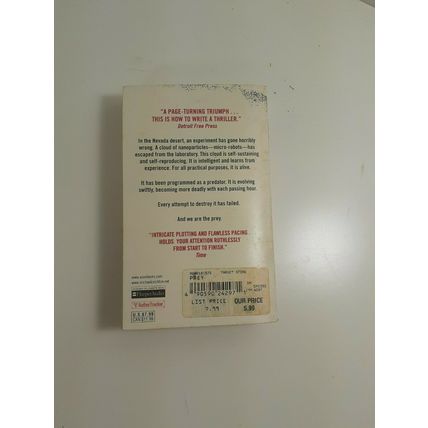 "A PAGE-TURNING TRIUMPH . . .
THIS IS HOW TO WRITE A THRILLER."
Detroit Free Press
In the Nevada desert, an experiment has gone horribly
wrong. A cloud of nanoparticles—micro-robots—has
escaped from the laboratory. This cloud is self-sustaining
and self-reproducing. It is intelligent and learns from
experience. For all practical purposes, it is alive.
It has been programmed as a predator. It is evolving
swiftly, becoming more deadly with each passing hour.
Every attempt to destroy it has failed.
And we are the prey.
"INTRICATE PLOTTING AND FLAWLESS PACING . . .
HOLDS YOUR ATTENTION RUTHLESSLY
FROM START TO FINISH."
Time
HarperAudio
AuthorTracker
U.S. $7.99
PREY
LIST PRICE
7.99
OUR PRICE
5.99